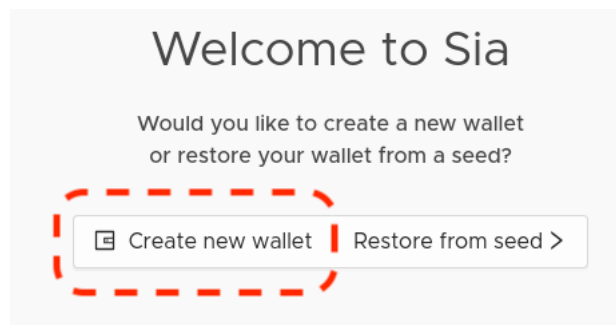 Welcome to Sia
Would you like to create a new wallet
or restore your wallet from a seed?
Create new wallet
Restore from seed >